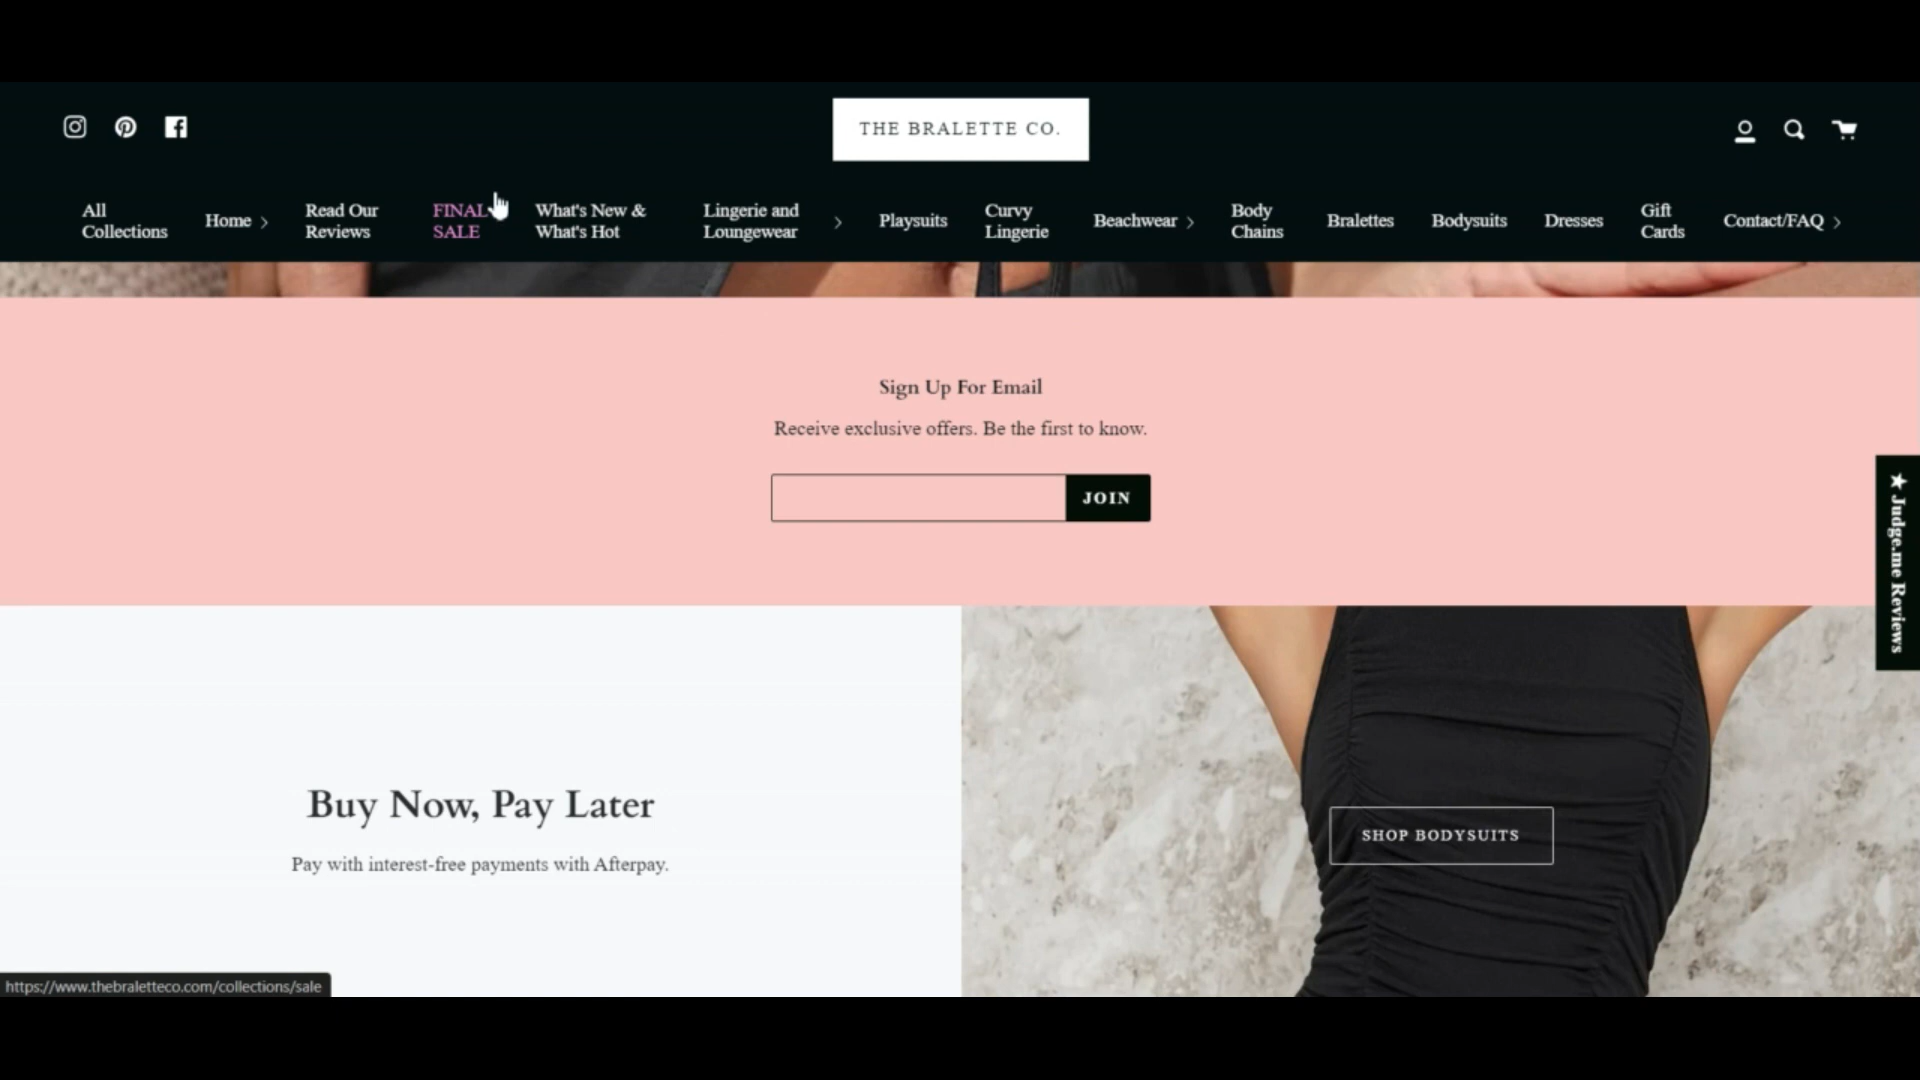 THE BRALETTE CO.
All Collections
Home
Read Our Reviews
FINAL SALE
What's New & What's Hot
Lingerie and Loungewear
Playsuits
Curvy Lingerie
Beachwear
Body Chains
Bralettes
Bodysuits
Dresses
Gift Cards
Contact/FAQ
Sign Up For Email
Receive exclusive offers. Be the first to know.
JOIN
★ Judge.me Reviews
Buy Now, Pay Later
Pay with interest-free payments with Afterpay.
SHOP BODYSUITS
https://www.thebraletteco.com/collections/sale